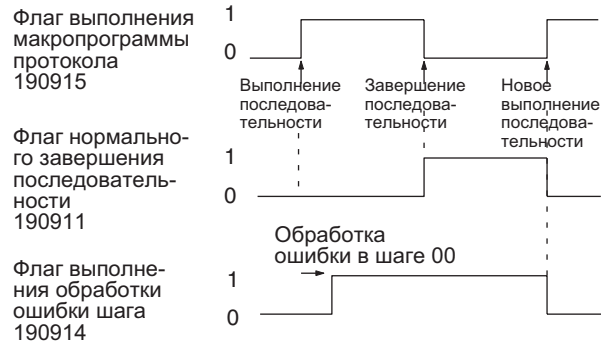 Флаг выполнения
макропрограммы
протокола
190915
1
0
Выполнение
последова-
тельности
Завершение
последова-
тельности
Новое
выполнение
последова-
тельности
Флаг нормально-
го завершения
последователь-
ности
190911
1
0
Обработка
ошибки в шаге 00
Флаг выполне-
ния обработки
ошибки шага
190914
1
0